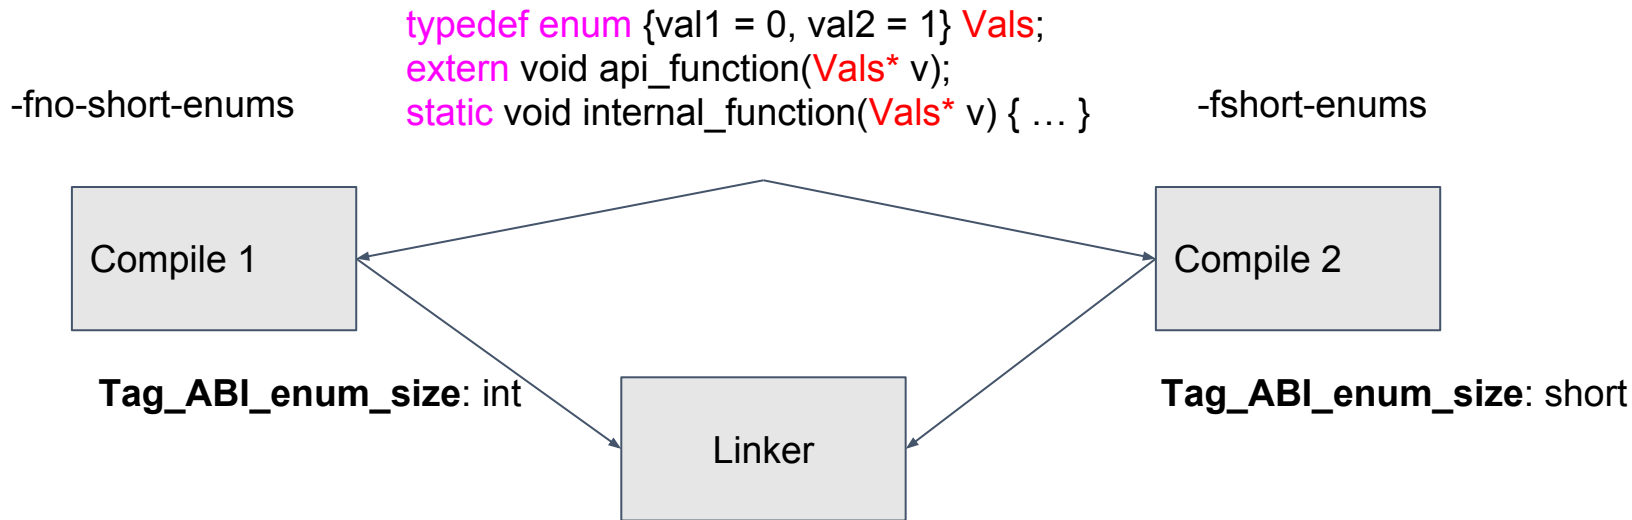 typedef enum {val1 = 0, val2 = 1} Vals;
extern void api_function(Vals* v);
static void internal_function(Vals* v) { … }
-fno-short-enums
-fshort-enums
Compile 1
Compile 2
Tag_ABI_enum_size: int
Tag_ABI_enum_size: short
Linker